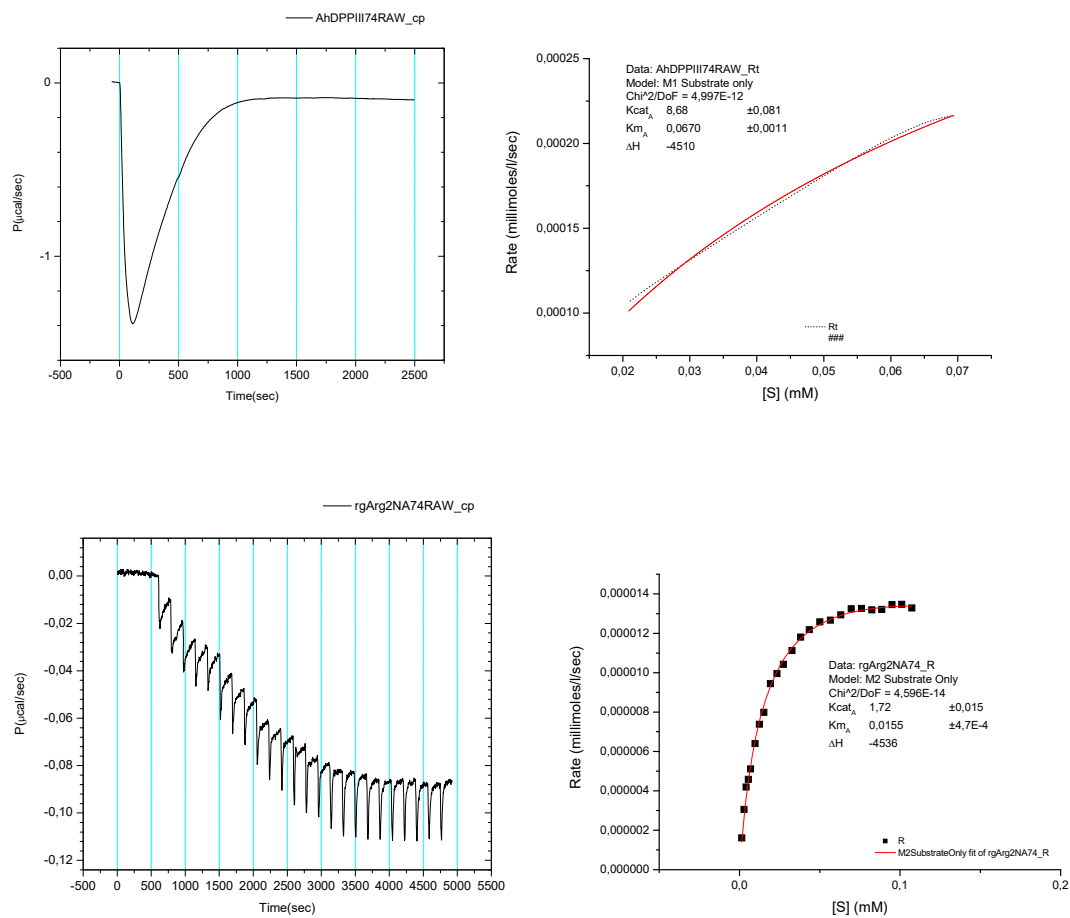 AhDPPIII74RAW_cp
0
-1
P(μcal/sec)
-500
0
500
1000
1500
2000
2500
Time(sec)
0,00025
0,00020
0,00015
0,00010
Rate (millimoles/l/sec)
Data: AhDPPIII74RAW_Rt
Model: M1 Substrate only
Chi^2/DoF = 4,997E-12
Kcat_A 8,68 ±0,081
Km_A 0,0670 ±0,0011
ΔH -4510
Rt
###
0,02
0,03
0,04
0,05
0,06
0,07
[S] (mM)
rgArg2NA74RAW_cp
0,00
-0,02
-0,04
-0,06
-0,08
-0,10
-0,12
P(μcal/sec)
-500
0
500
1000
1500
2000
2500
3000
3500
4000
4500
5000
5500
Time(sec)
0,000014
0,000012
0,000010
0,000008
0,000006
0,000004
0,000002
0,000000
Rate (millimoles/l/sec)
Data: rgArg2NA74_R
Model: M2 Substrate Only
Chi^2/DoF = 4,596E-14
Kcat_A 1,72 ±0,015
Km_A 0,0155 ±4,7E-4
ΔH -4536
R
M2SubstrateOnly fit of rgArg2NA74_R
0,0
0,1
0,2
[S] (mM)